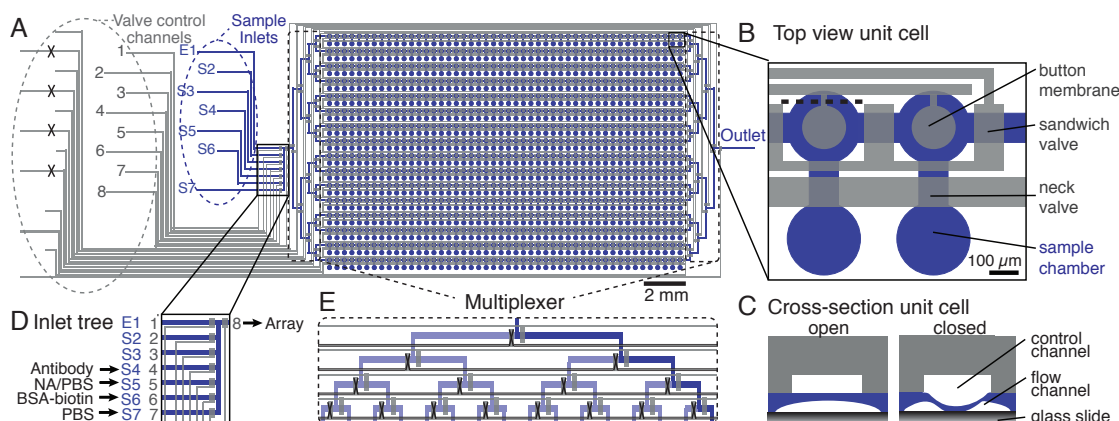 A
Valve control
channels
Sample
Inlets
1
2
3
4
5
6
7
8
E1
S2
S3
S4
S5
S6
S7
Outlet
2 mm
Multiplexer
B Top view unit cell
button
membrane
sandwich
valve
neck
valve
sample
chamber
100 µm
C Cross-section unit cell
open closed
control
channel
flow
channel
glass slide
D Inlet tree
E1 1 8 Array
S2 2
S3 3
Antibody S4 4
NA/PBS S5 5
BSA-biotin S6 6
PBS S7 7
E